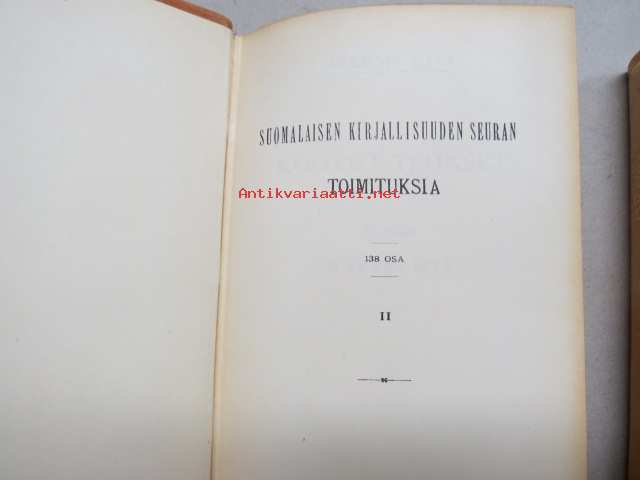 SUOMALAISEN KIRJALLISUUDEN SEURAN
TOIMITUKSIA
Antikvariaatti.net
138 OSA
II